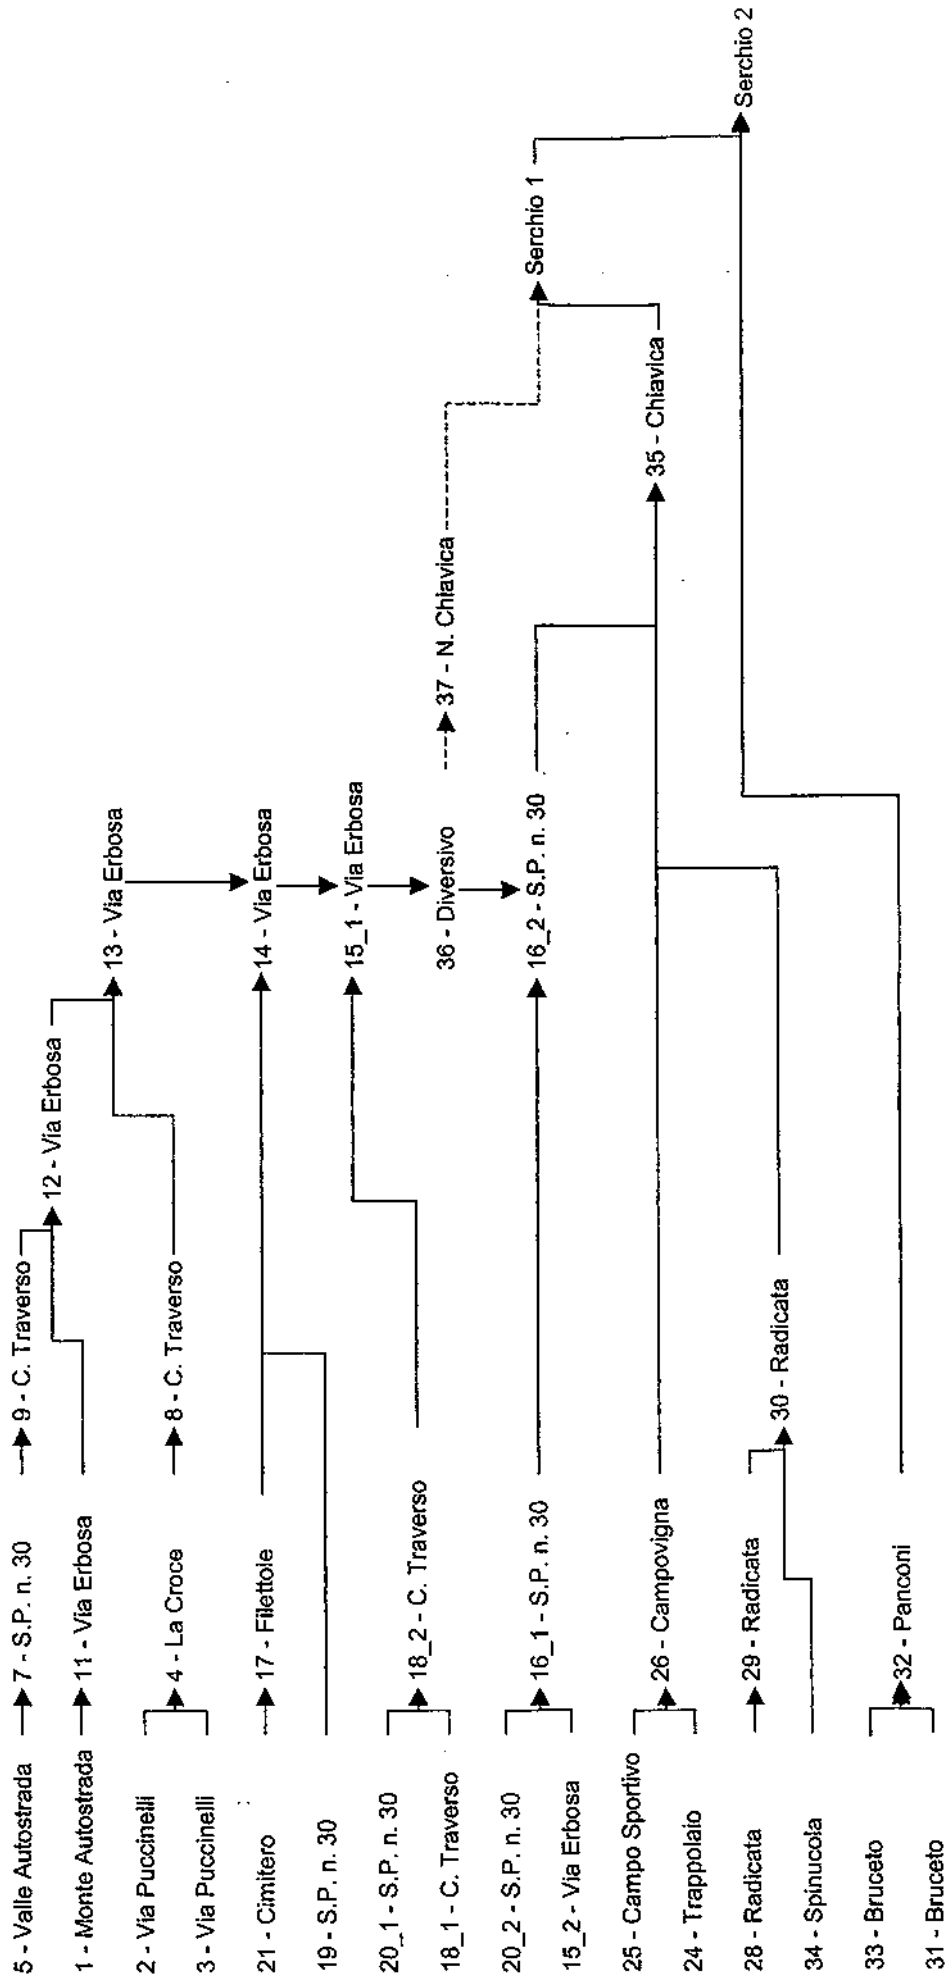 5 - Valle Autostrada
7 - S.P. n. 30
9 - C. Traverso
12 - Via Erbosa
13 - Via Erbosa
1 - Monte Autostrada
11 - Via Erbosa
2 - Via Puccinelli
4 - La Croce
8 - C. Traverso
3 - Via Puccinelli
21 - Cimitero
17 - Filettole
14 - Via Erbosa
19 - S.P. n. 30
15_1 - Via Erbosa
20_1 - S.P. n. 30
18_2 - C. Traverso
18_1 - C. Traverso
36 - Diversivo
37 - N. Chiavica
20_2 - S.P. n. 30
16_1 - S.P. n. 30
16_2 - S.P. n. 30
Serchio 1
15_2 - Via Erbosa
25 - Campo Sportivo
26 - Campovigna
35 - Chiavica
24 - Trappolaio
28 - Radicata
29 - Radicata
30 - Radicata
Serchio 2
34 - Spinucola
33 - Bruceto
32 - Panconi
31 - Bruceto